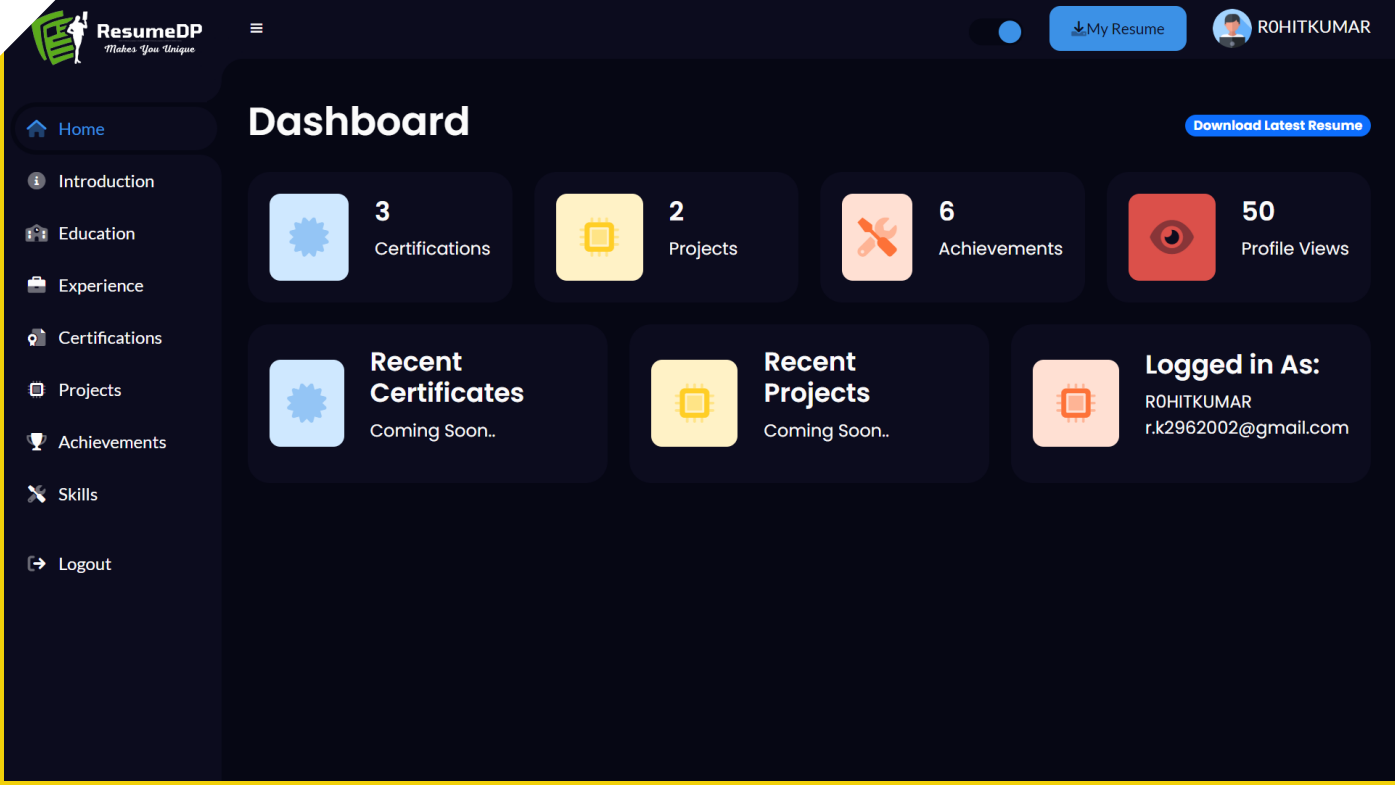 ResumeDP
Makes You Unique
My Resume
R0HITKUMAR
Home
Introduction
Education
Experience
Certifications
Projects
Achievements
Skills
Logout
Dashboard
Download Latest Resume
3
Certifications
2
Projects
6
Achievements
50
Profile Views
Recent
Certificates
Coming Soon..
Recent
Projects
Coming Soon..
Logged in As:
R0HITKUMAR
r.k2962002@gmail.com